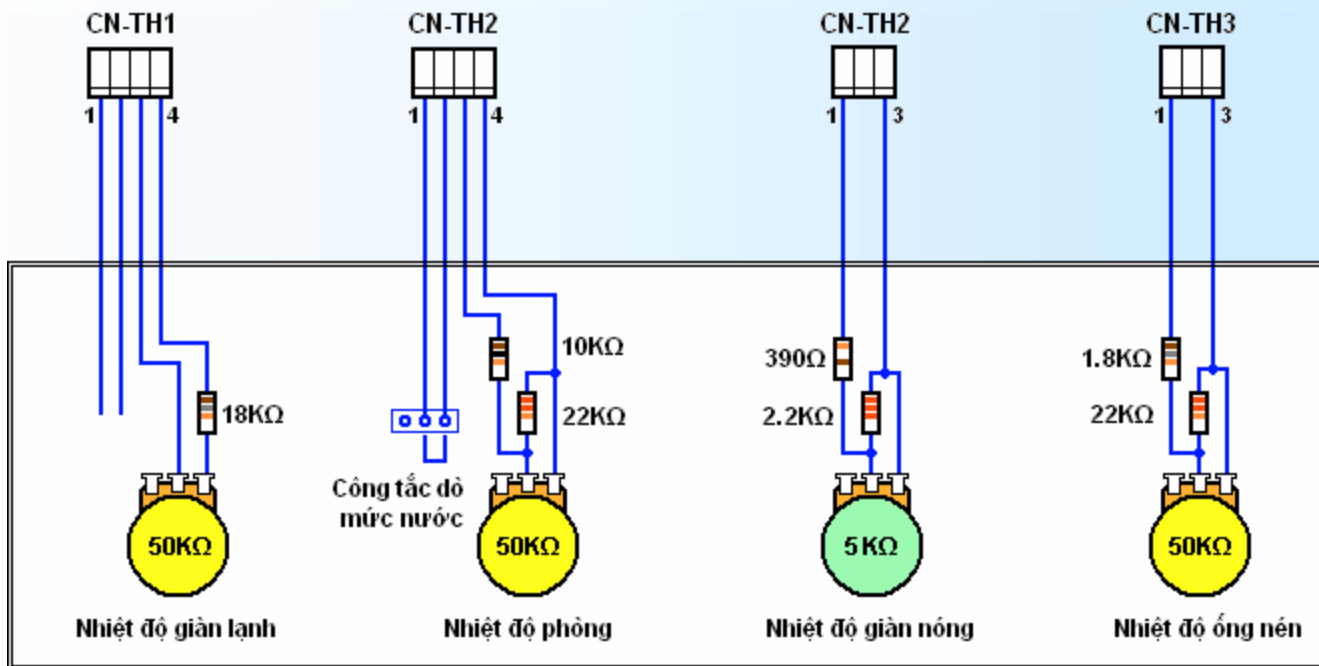 CN-TH1
CN-TH2
CN-TH2
CN-TH3
1 4
1 4
1 3
1 3
18KΩ
10KΩ
22KΩ
390Ω
2.2KΩ
1.8KΩ
22KΩ
Công tắc dò
mức nước
50KΩ
50KΩ
5KΩ
50KΩ
Nhiệt độ giàn lạnh
Nhiệt độ phòng
Nhiệt độ giàn nóng
Nhiệt độ ống nén